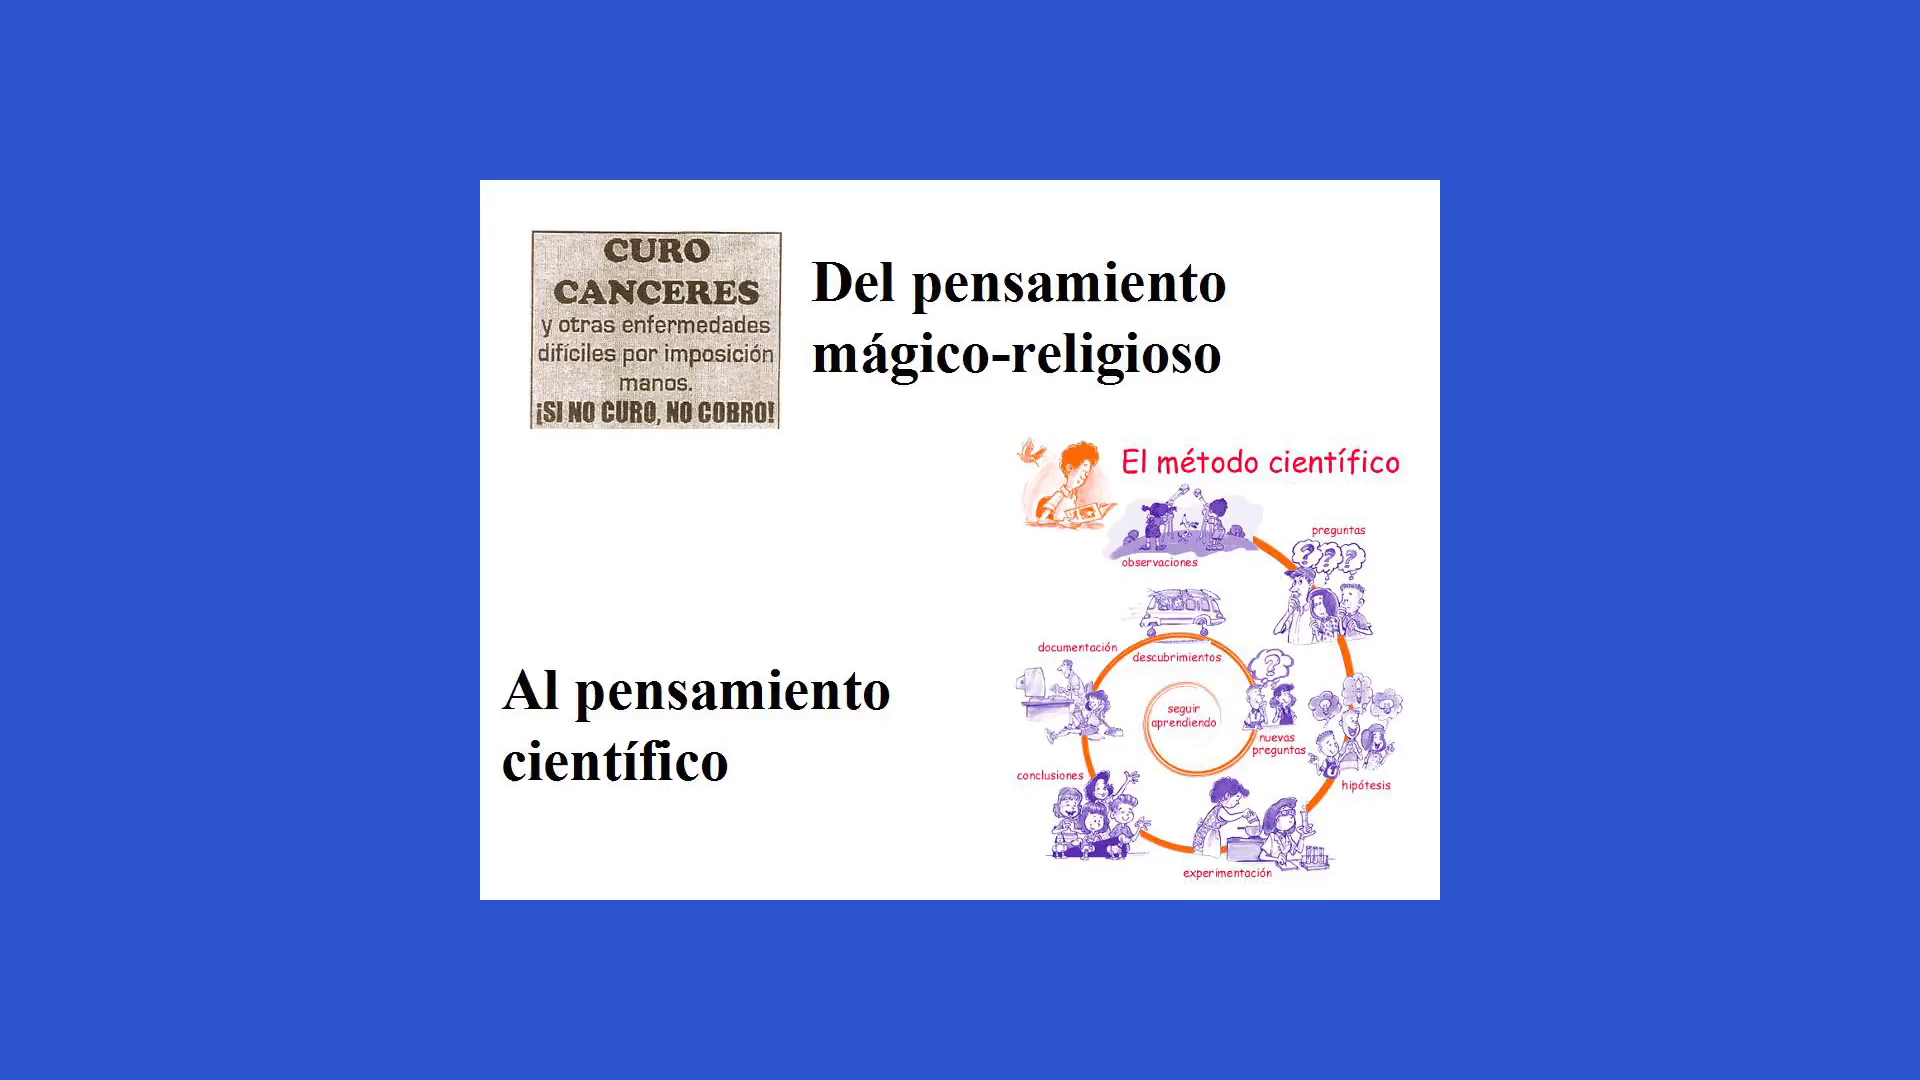 CURO
CANCERES
y otras enfermedades
difíciles por imposición
manos.
¡SI NO CURO, NO COBRO!
Del pensamiento
mágico-religioso
El método científico
observaciones
preguntas
documentación
descubrimientos
seguir
aprendiendo
nuevas
preguntas
conclusiones
hipótesis
experimentación
Al pensamiento
científico